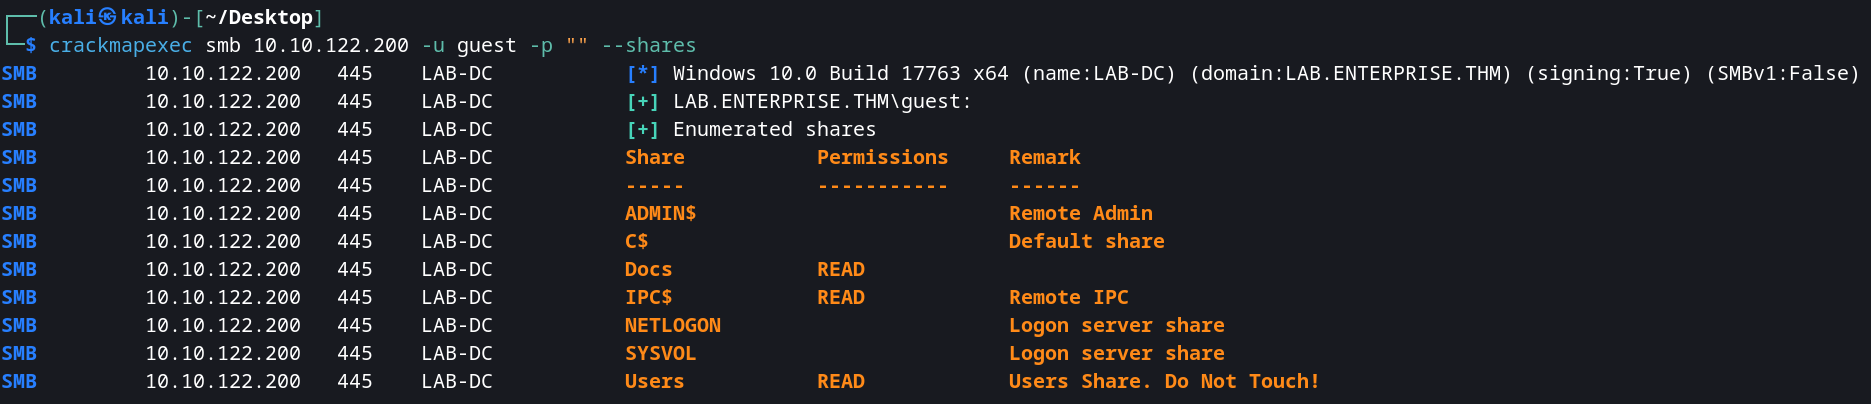 ┌──(kali㉿kali)-[~/Desktop]
└─$ crackmapexec smb 10.10.122.200 -u guest -p "" --shares
SMB         10.10.122.200   445    LAB-DC           [*] Windows 10.0 Build 17763 x64 (name:LAB-DC) (domain:LAB.ENTERPRISE.THM) (signing:True) (SMBv1:False)
SMB         10.10.122.200   445    LAB-DC           [+] LAB.ENTERPRISE.THM\guest:
SMB         10.10.122.200   445    LAB-DC           [+] Enumerated shares
SMB         10.10.122.200   445    LAB-DC           Share           Permissions     Remark
SMB         10.10.122.200   445    LAB-DC           -----           -----------     ------
SMB         10.10.122.200   445    LAB-DC           ADMIN$                          Remote Admin
SMB         10.10.122.200   445    LAB-DC           C$                              Default share
SMB         10.10.122.200   445    LAB-DC           Docs            READ
SMB         10.10.122.200   445    LAB-DC           IPC$            READ            Remote IPC
SMB         10.10.122.200   445    LAB-DC           NETLOGON                        Logon server share
SMB         10.10.122.200   445    LAB-DC           SYSVOL                          Logon server share
SMB         10.10.122.200   445    LAB-DC           Users           READ            Users Share. Do Not Touch!